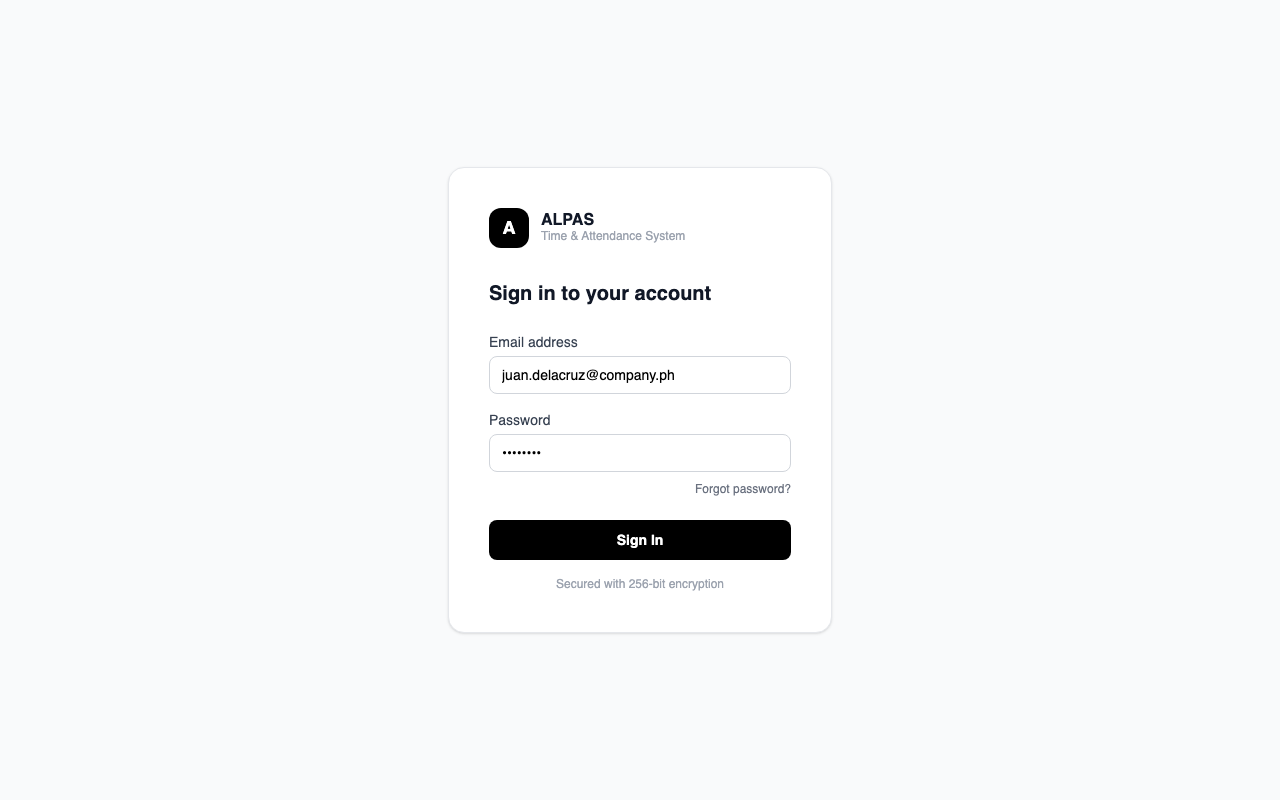 A
ALPAS
Time & Attendance System
Sign in to your account
Email address
juan.delacruz@company.ph
Password
••••••••
Forgot password?
Sign In
Secured with 256-bit encryption